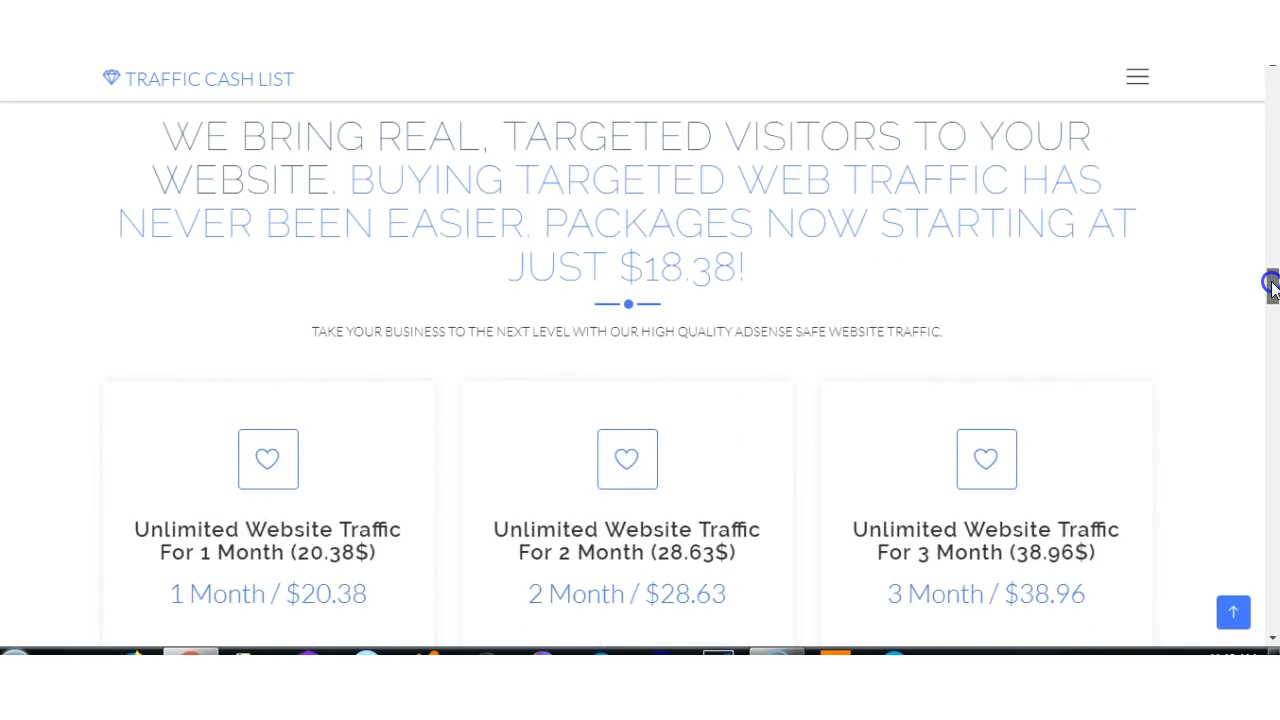 TRAFFIC CASH LIST
WE BRING REAL, TARGETED VISITORS TO YOUR
WEBSITE. BUYING TARGETED WEB TRAFFIC HAS
NEVER BEEN EASIER. PACKAGES NOW STARTING AT
JUST $18.38!
TAKE YOUR BUSINESS TO THE NEXT LEVEL WITH OUR HIGH QUALITY ADSENSE SAFE WEBSITE TRAFFIC.
Unlimited Website Traffic
For 1 Month (20.38$)
1 Month / $20.38
Unlimited Website Traffic
For 2 Month (28.63$)
2 Month / $28.63
Unlimited Website Traffic
For 3 Month (38.96$)
3 Month / $38.96